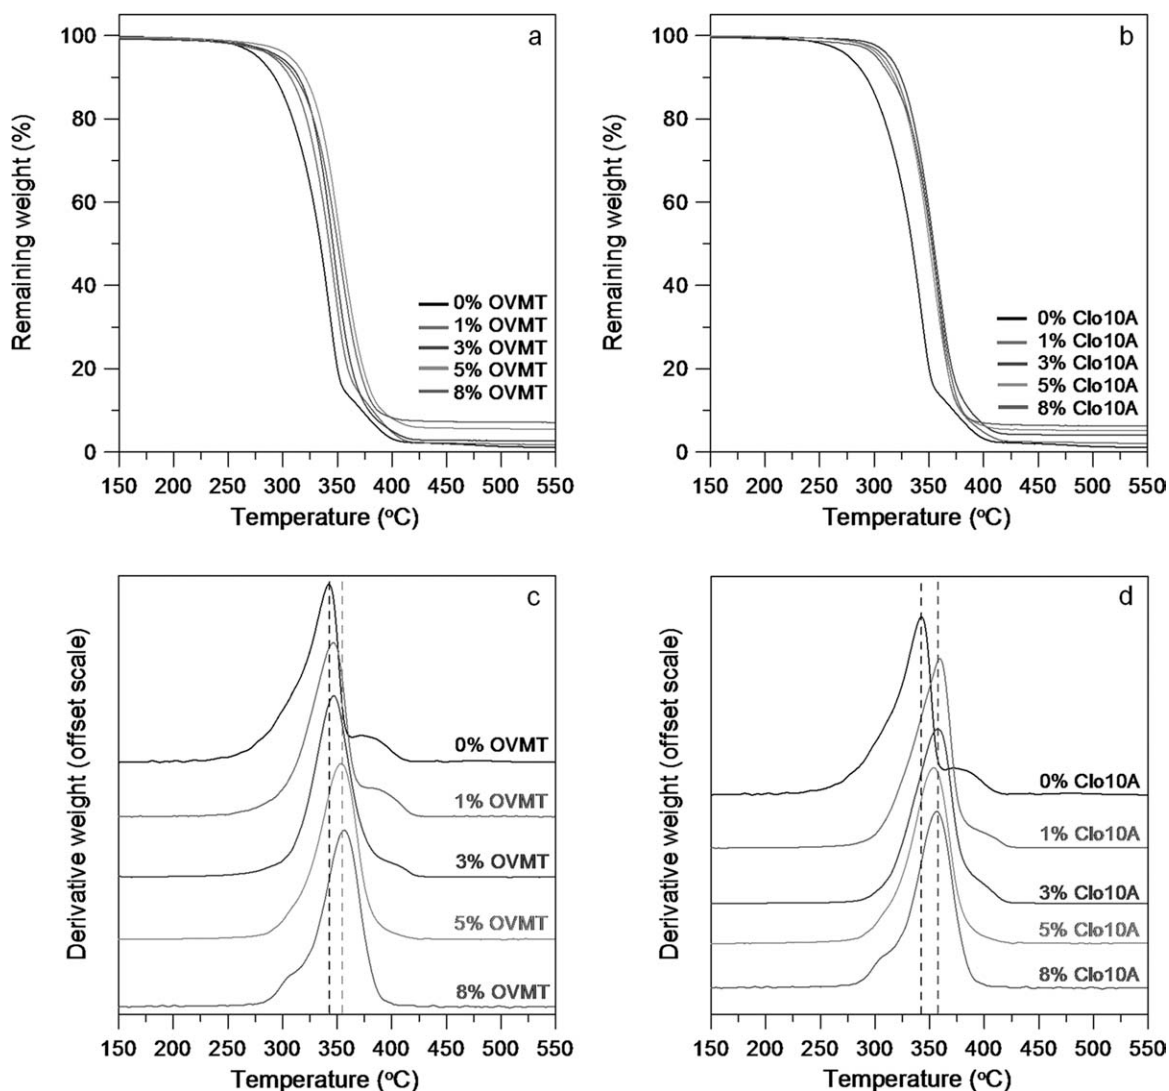 a
100
80
60
40
20
0
Remaining weight (%)
0% OVMT
1% OVMT
3% OVMT
5% OVMT
8% OVMT
150 200 250 300 350 400 450 500 550
Temperature (°C)
b
100
80
60
40
20
0
Remaining weight (%)
0% Clo10A
1% Clo10A
3% Clo10A
5% Clo10A
8% Clo10A
150 200 250 300 350 400 450 500 550
Temperature (°C)
c
Derivative weight (offset scale)
0% OVMT
1% OVMT
3% OVMT
5% OVMT
8% OVMT
150 200 250 300 350 400 450 500 550
Temperature (°C)
d
Derivative weight (offset scale)
0% Clo10A
1% Clo10A
3% Clo10A
5% Clo10A
8% Clo10A
150 200 250 300 350 400 450 500 550
Temperature (°C)